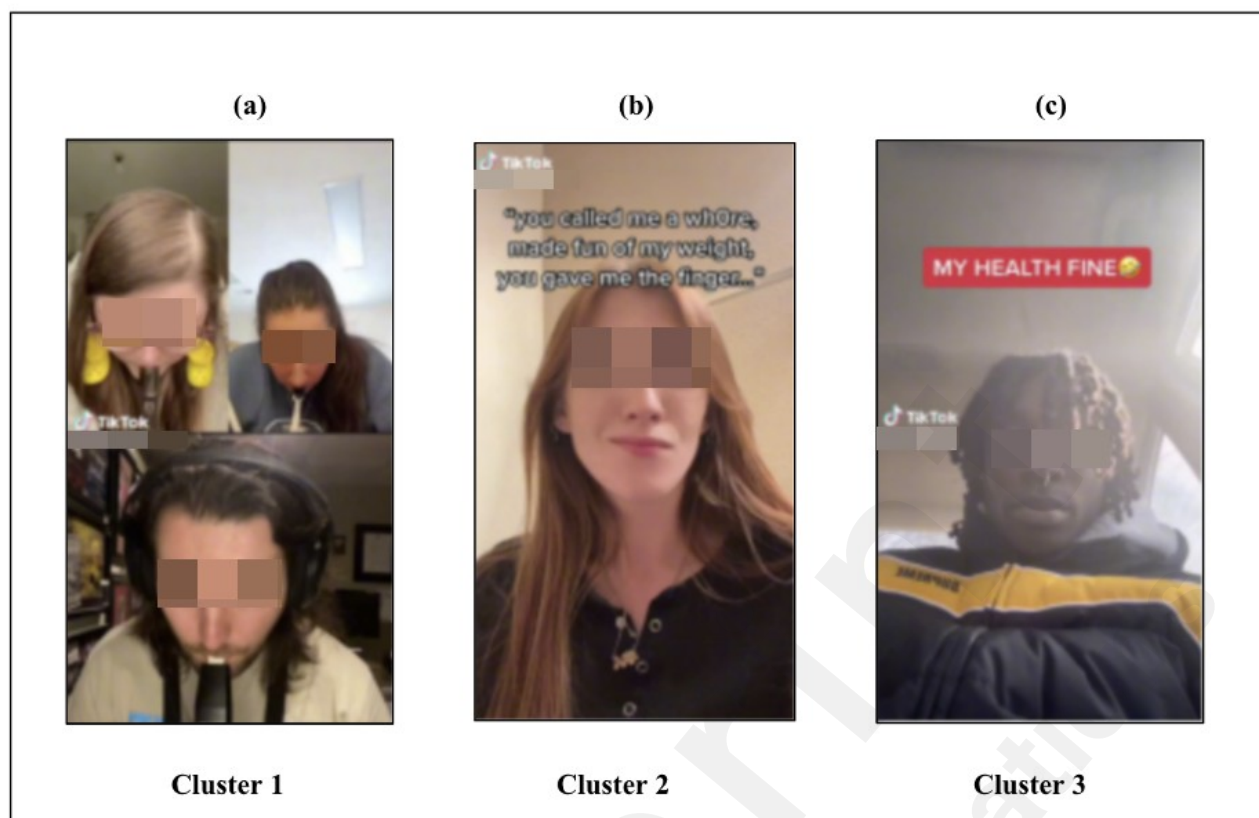 (a)
(b)
(c)
TikTok
"you called me a wh0re,
made fun of my weight,
you gave me the finger..."
MY HEALTH FINE🤣
TikTok
TikTok
Cluster 1
Cluster 2
Cluster 3